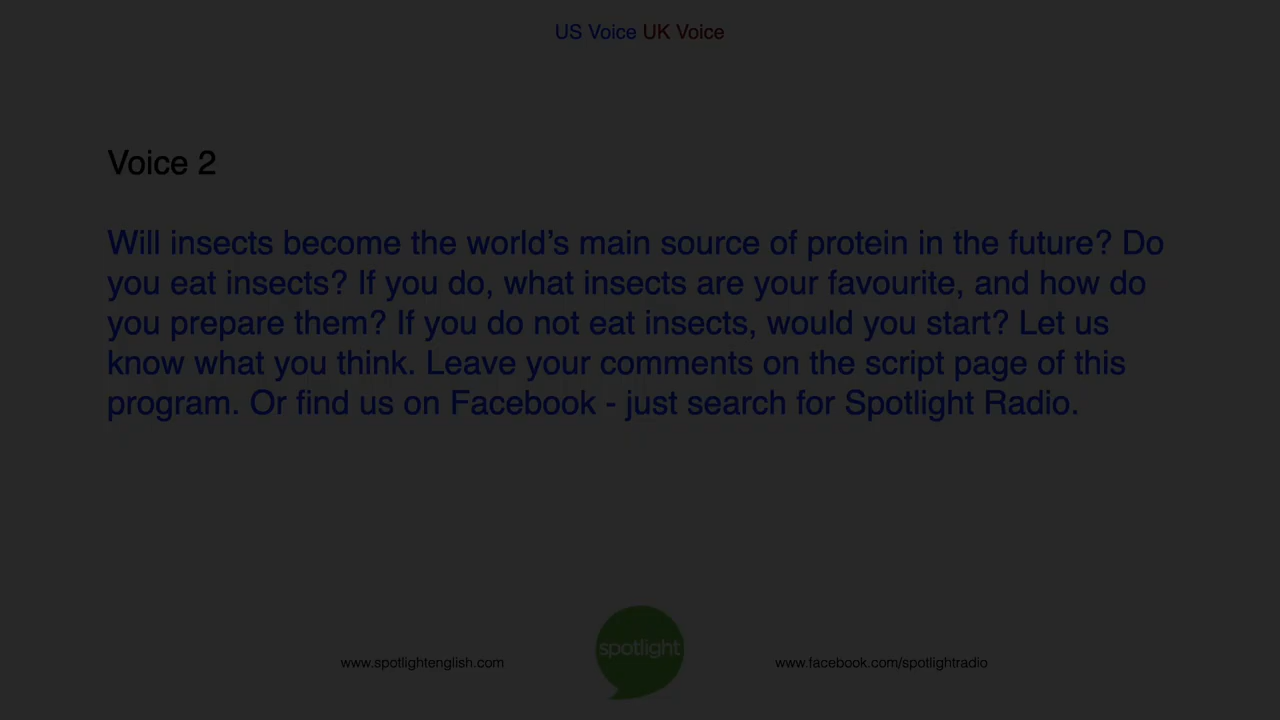 US Voice UK Voice
Voice 2
Will insects become the world’s main source of protein in the future? Do
you eat insects? If you do, what insects are your favourite, and how do
you prepare them? If you do not eat insects, would you start? Let us
know what you think. Leave your comments on the script page of this
program. Or find us on Facebook - just search for Spotlight Radio.
spotlight
www.spotlightenglish.com
www.facebook.com/spotlightradio